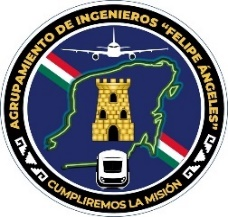 AGRUPAMIENTO DE INGENIEROS "FELIPE ÁNGELES"
CUMPLIREMOS LA MISIÓN